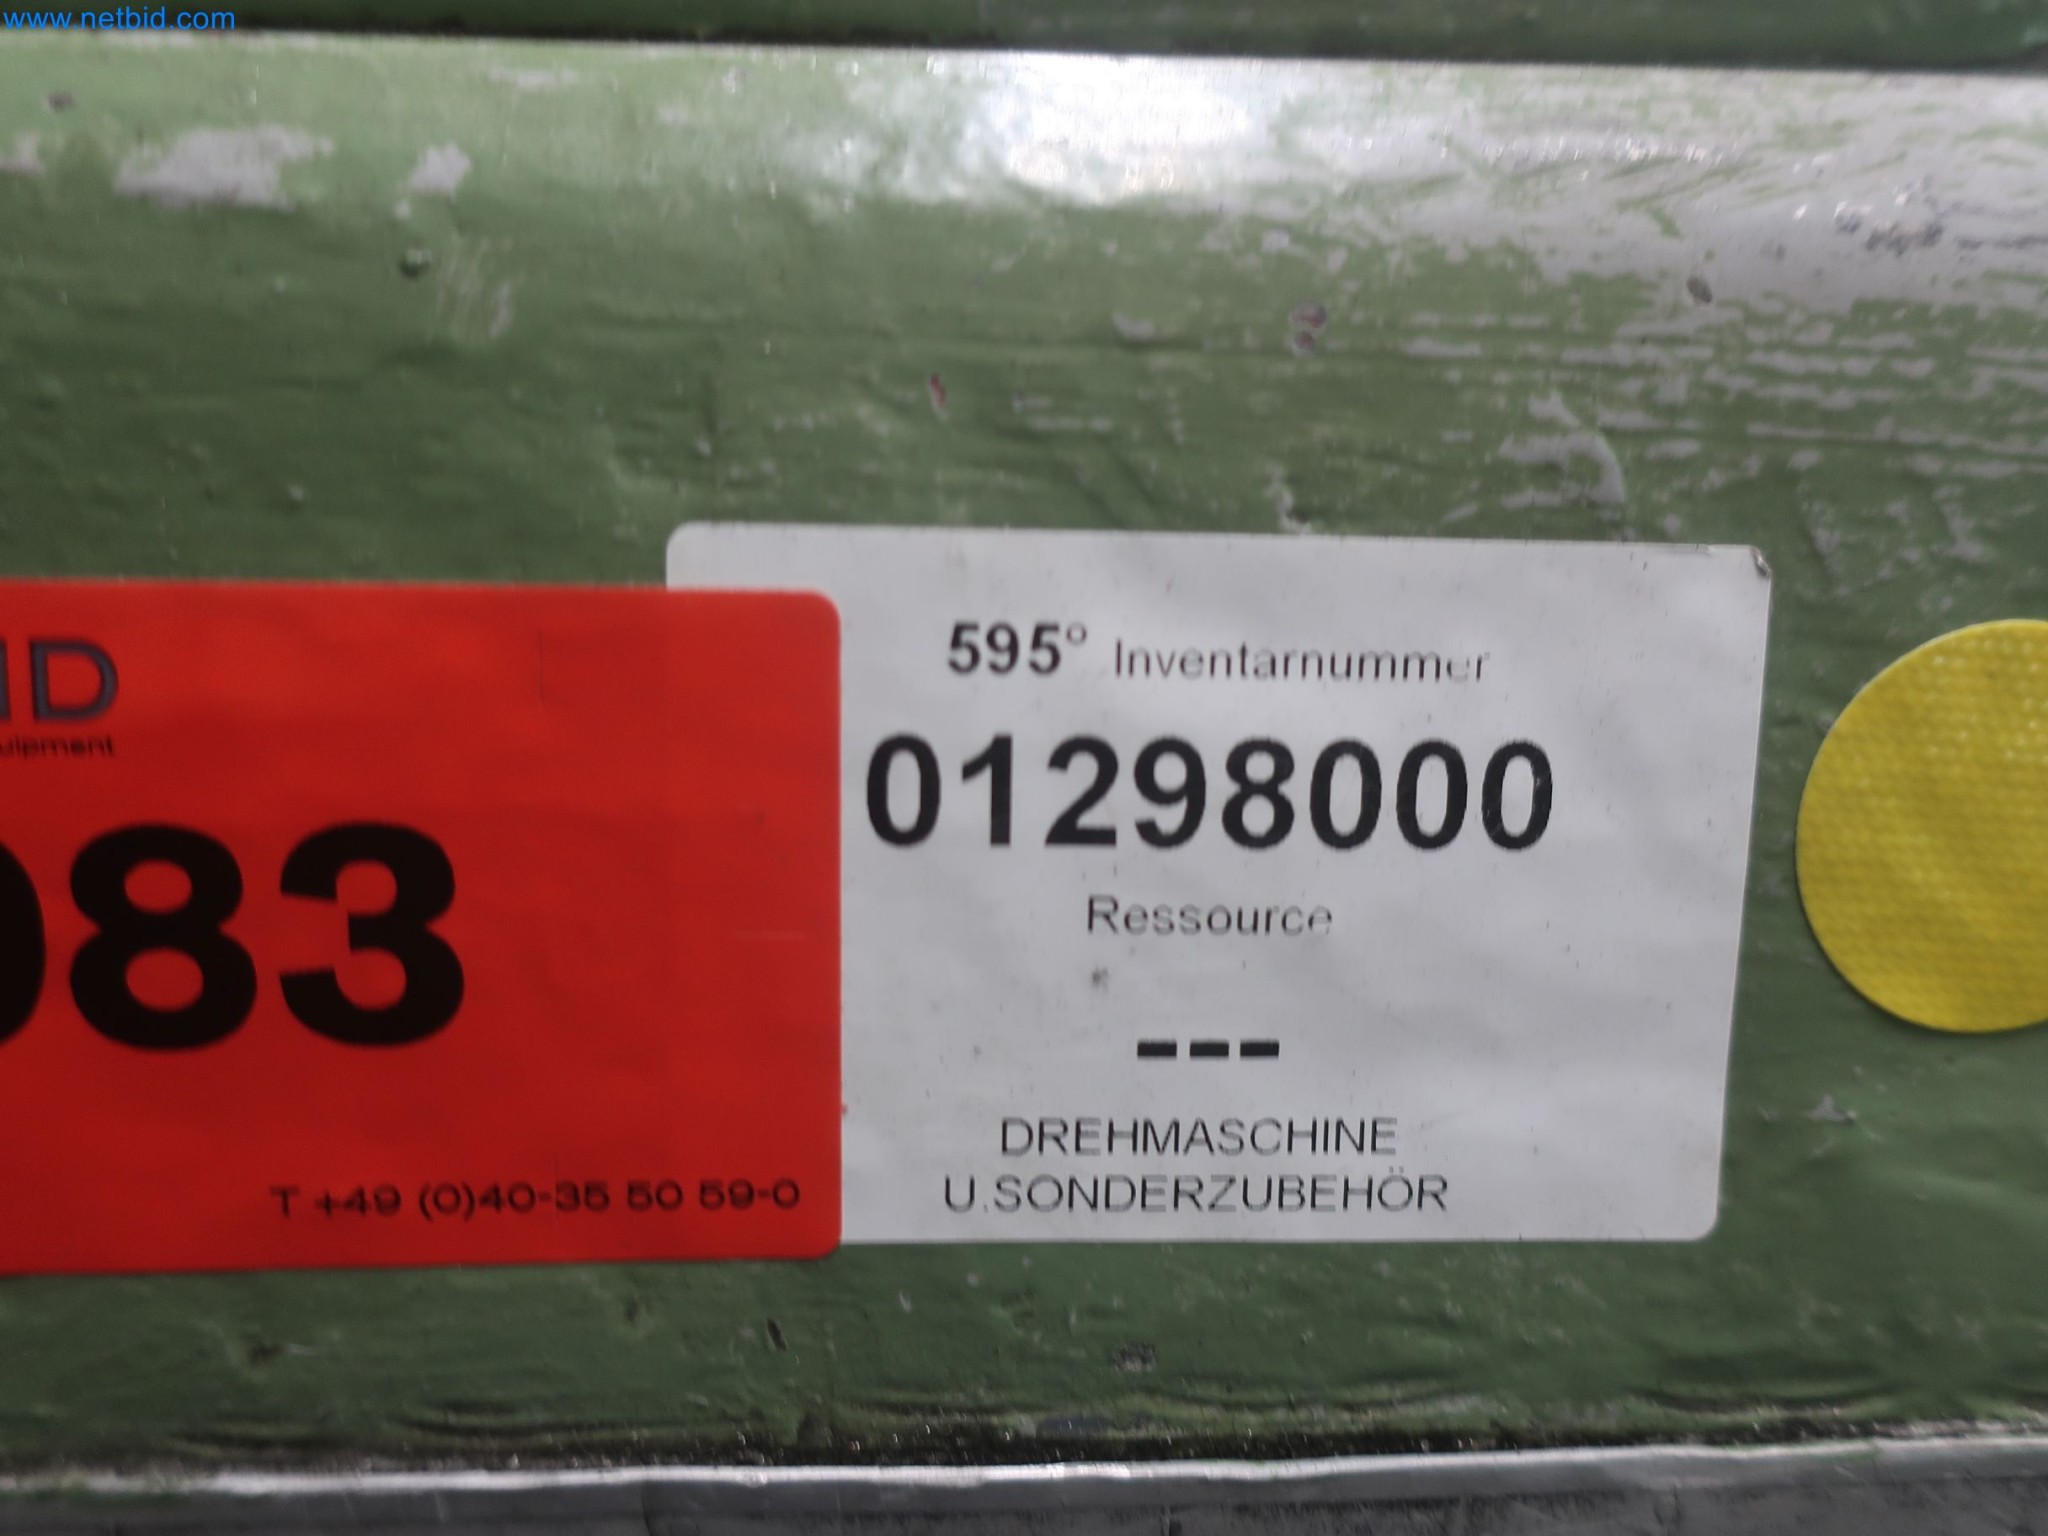 www.netbid.com
595° Inventarnummer
01298000
Ressource
---
DREHMASCHINE
U.SONDERZUBEHÖR
ID
uipment
083
T +49 (0)40-35 50 59-0